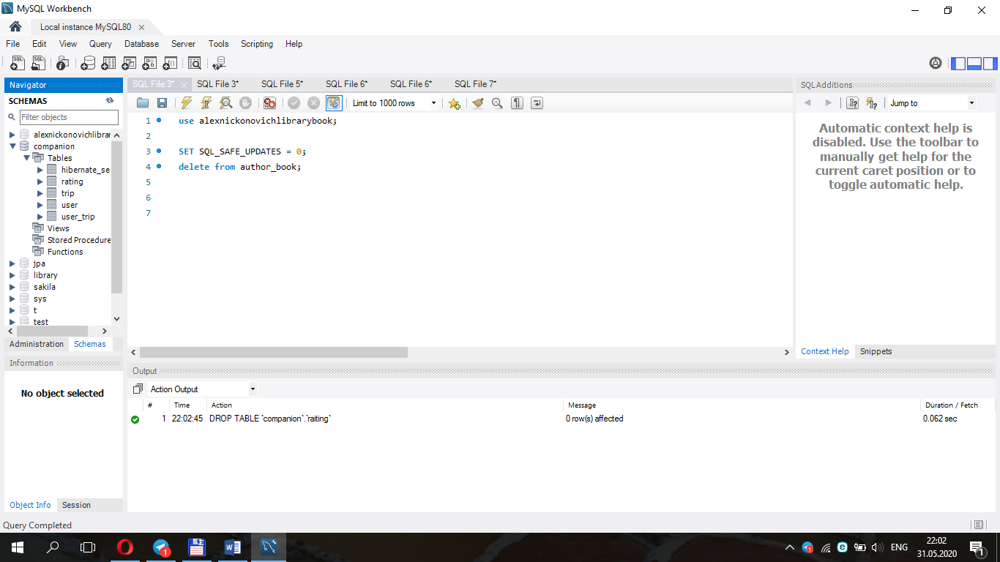 MySQL Workbench
Local instance MySQL80
File Edit View Query Database Server Tools Scripting Help
Navigator
SCHEMAS
Filter objects
alexnickonovichlibrar
companion
Tables
hibernate_se
rating
trip
user
user_trip
Views
Stored Procedure
Functions
jpa
library
sakila
sys
t
test
Administration Schemas
Information
No object selected
Object Info Session
SQL File 3* SQL File 3* SQL File 5* SQL File 6* SQL File 6* SQL File 7*
Limit to 1000 rows
1 use alexnickonovichlibrarybook;
2
3 SET SQL_SAFE_UPDATES = 0;
4 delete from author_book;
5
6
7
SQLAdditions
Jump to
Automatic context help is
disabled. Use the toolbar to
manually get help for the
current caret position or to
toggle automatic help.
Context Help Snippets
Output
Action Output
# Time Action Message Duration / Fetch
1 22:02:45 DROP TABLE `companion`.`raiting` 0 row(s) affected 0.062 sec
Query Completed
ENG
22:02
31.05.2020